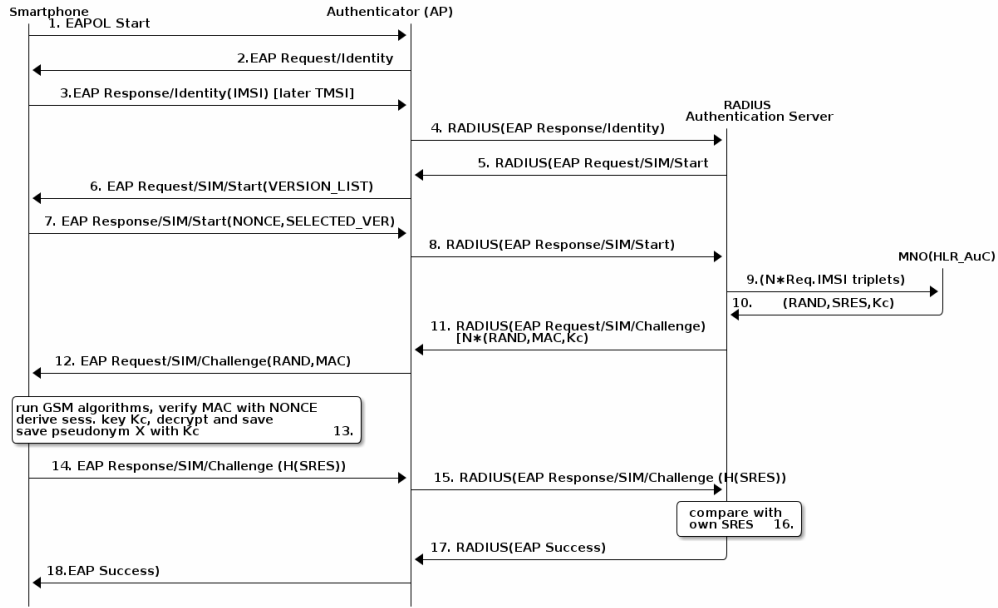 Smartphone
Authenticator (AP)
1. EAPOL Start
2.EAP Request/Identity
3.EAP Response/Identity(IMSI) [later TMSI]
RADIUS
Authentication Server
4. RADIUS(EAP Response/Identity)
5. RADIUS(EAP Request/SIM/Start
6. EAP Request/SIM/Start(VERSION_LIST)
7. EAP Response/SIM/Start(NONCE,SELECTED_VER)
8. RADIUS(EAP Response/SIM/Start)
MNO(HLR_AuC)
9.(N*Req.IMSI triplets)
10. (RAND,SRES,Kc)
11. RADIUS(EAP Request/SIM/Challenge)
[N*(RAND,MAC,Kc)
12. EAP Request/SIM/Challenge(RAND,MAC)
run GSM algorithms, verify MAC with NONCE
derive sess. key Kc, decrypt and save
save pseudonym X with Kc 13.
14. EAP Response/SIM/Challenge (H(SRES))
15. RADIUS(EAP Response/SIM/Challenge (H(SRES))
compare with
own SRES 16.
17. RADIUS(EAP Success)
18.EAP Success)